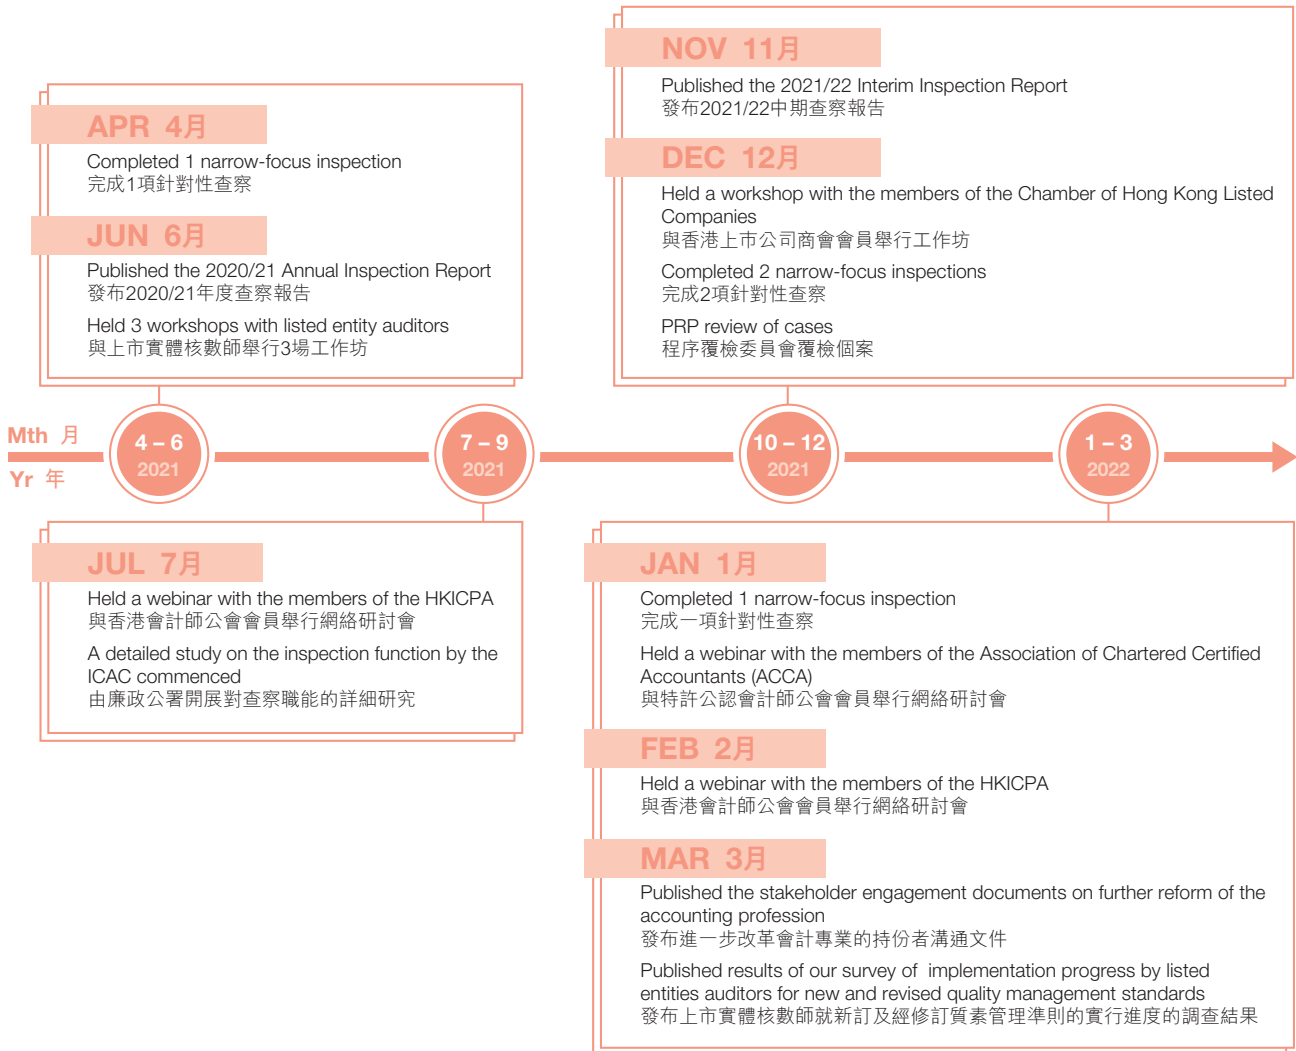 APR 4月
Completed 1 narrow-focus inspection
完成1項針對性查察
JUN 6月
Published the 2020/21 Annual Inspection Report
發布2020/21年度查察報告
Held 3 workshops with listed entity auditors
與上市實體核數師舉行3場工作坊
NOV 11月
Published the 2021/22 Interim Inspection Report
發布2021/22中期查察報告
DEC 12月
Held a workshop with the members of the Chamber of Hong Kong Listed
Companies
與香港上市公司商會會員舉行工作坊
Completed 2 narrow-focus inspections
完成2項針對性查察
PRP review of cases
程序覆檢委員會覆檢個案
Mth 月
Yr 年
4 – 6
2021
7 – 9
2021
10 – 12
2021
1 – 3
2022
JUL 7月
Held a webinar with the members of the HKICPA
與香港會計師公會會員舉行網絡研討會
A detailed study on the inspection function by the
ICAC commenced
由廉政公署開展對查察職能的詳細研究
JAN 1月
Completed 1 narrow-focus inspection
完成一項針對性查察
Held a webinar with the members of the Association of Chartered Certified
Accountants (ACCA)
與特許公認會計師公會會員舉行網絡研討會
FEB 2月
Held a webinar with the members of the HKICPA
與香港會計師公會會員舉行網絡研討會
MAR 3月
Published the stakeholder engagement documents on further reform of the
accounting profession
發布進一步改革會計專業的持份者溝通文件
Published results of our survey of implementation progress by listed
entities auditors for new and revised quality management standards
發布上市實體核數師就新訂及經修訂質素管理準則的實行進度的調查結果